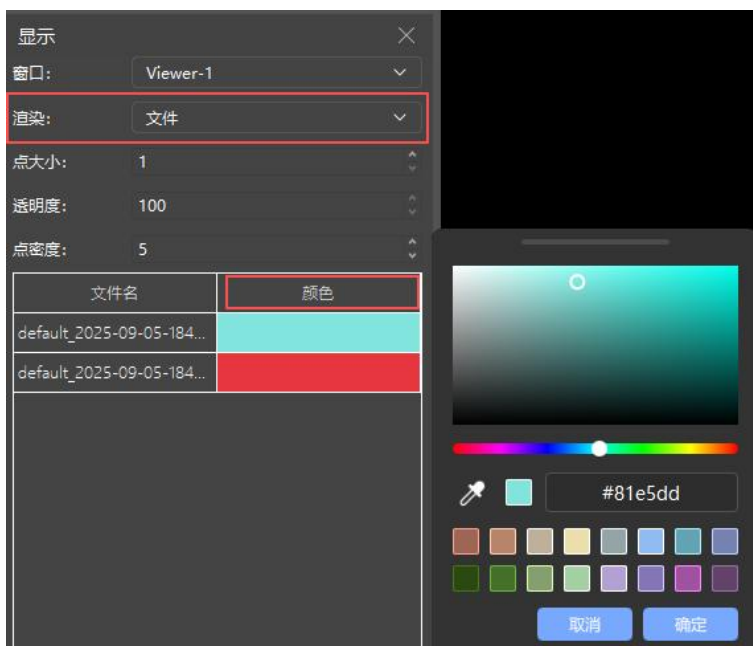 显示
窗口: Viewer-1
渲染: 文件
点大小: 1
透明度: 100
点密度: 5
文件名 颜色
default_2025-09-05-184...
default_2025-09-05-184...
#81e5dd
取消 确定